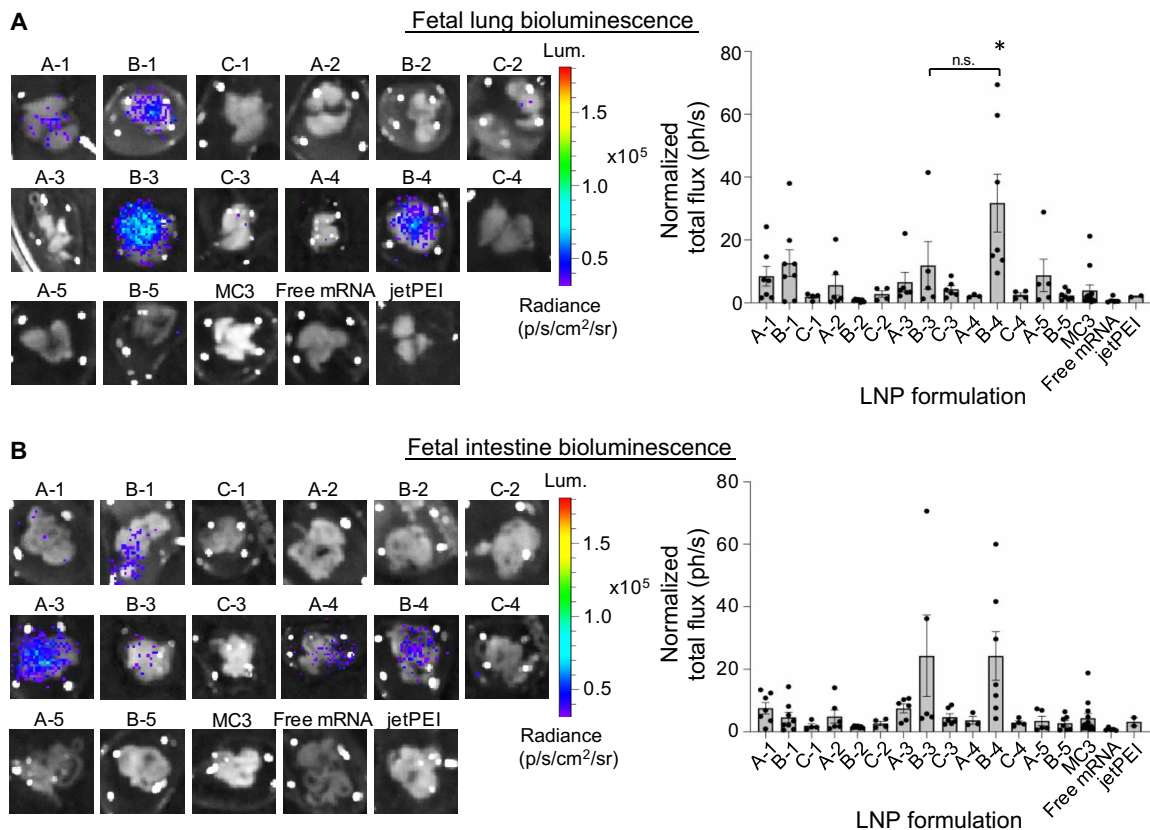 A
Fetal lung bioluminescence
A-1 B-1 C-1 A-2 B-2 C-2
A-3 B-3 C-3 A-4 B-4 C-4
A-5 B-5 MC3 Free mRNA jetPEI
Lum.
1.5
x10⁵
1.0
0.5
Radiance
(p/s/cm²/sr)
Normalized
total flux (ph/s)
80
60
40
20
0
n.s.
*
A-1 B-1 C-1 A-2 B-2 C-2 A-3 B-3 C-3 A-4 B-4 C-4 A-5 B-5 MC3 Free mRNA jetPEI
LNP formulation
B
Fetal intestine bioluminescence
A-1 B-1 C-1 A-2 B-2 C-2
A-3 B-3 C-3 A-4 B-4 C-4
A-5 B-5 MC3 Free mRNA jetPEI
Lum.
1.5
x10⁵
1.0
0.5
Radiance
(p/s/cm²/sr)
Normalized
total flux (ph/s)
80
60
40
20
0
A-1 B-1 C-1 A-2 B-2 C-2 A-3 B-3 C-3 A-4 B-4 C-4 A-5 B-5 MC3 Free mRNA jetPEI
LNP formulation